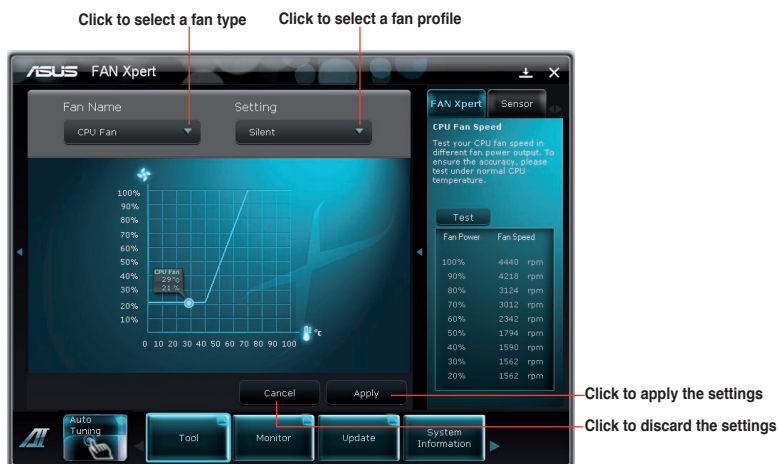 Click to select a fan type
Click to select a fan profile
ASUS FAN Xpert
Fan Name
Setting
CPU Fan
Silent
100%
90%
80%
70%
60%
50%
40%
30%
20%
10%
CPU Fan
29°c
21 %
0 10 20 30 40 50 60 70 80 90 100
°c
Cancel
Apply
FAN Xpert
Sensor
CPU Fan Speed
Test your CPU fan speed in
different fan power output. To
ensure the accuracy, please
test under normal CPU
temperature.
Test
Fan Power Fan Speed
100% 4440 rpm
90% 4218 rpm
80% 3124 rpm
70% 3012 rpm
60% 2342 rpm
50% 1794 rpm
40% 1590 rpm
30% 1562 rpm
20% 1562 rpm
Click to apply the settings
Click to discard the settings
AI
Auto
Tuning
Tool
Monitor
Update
System
Information